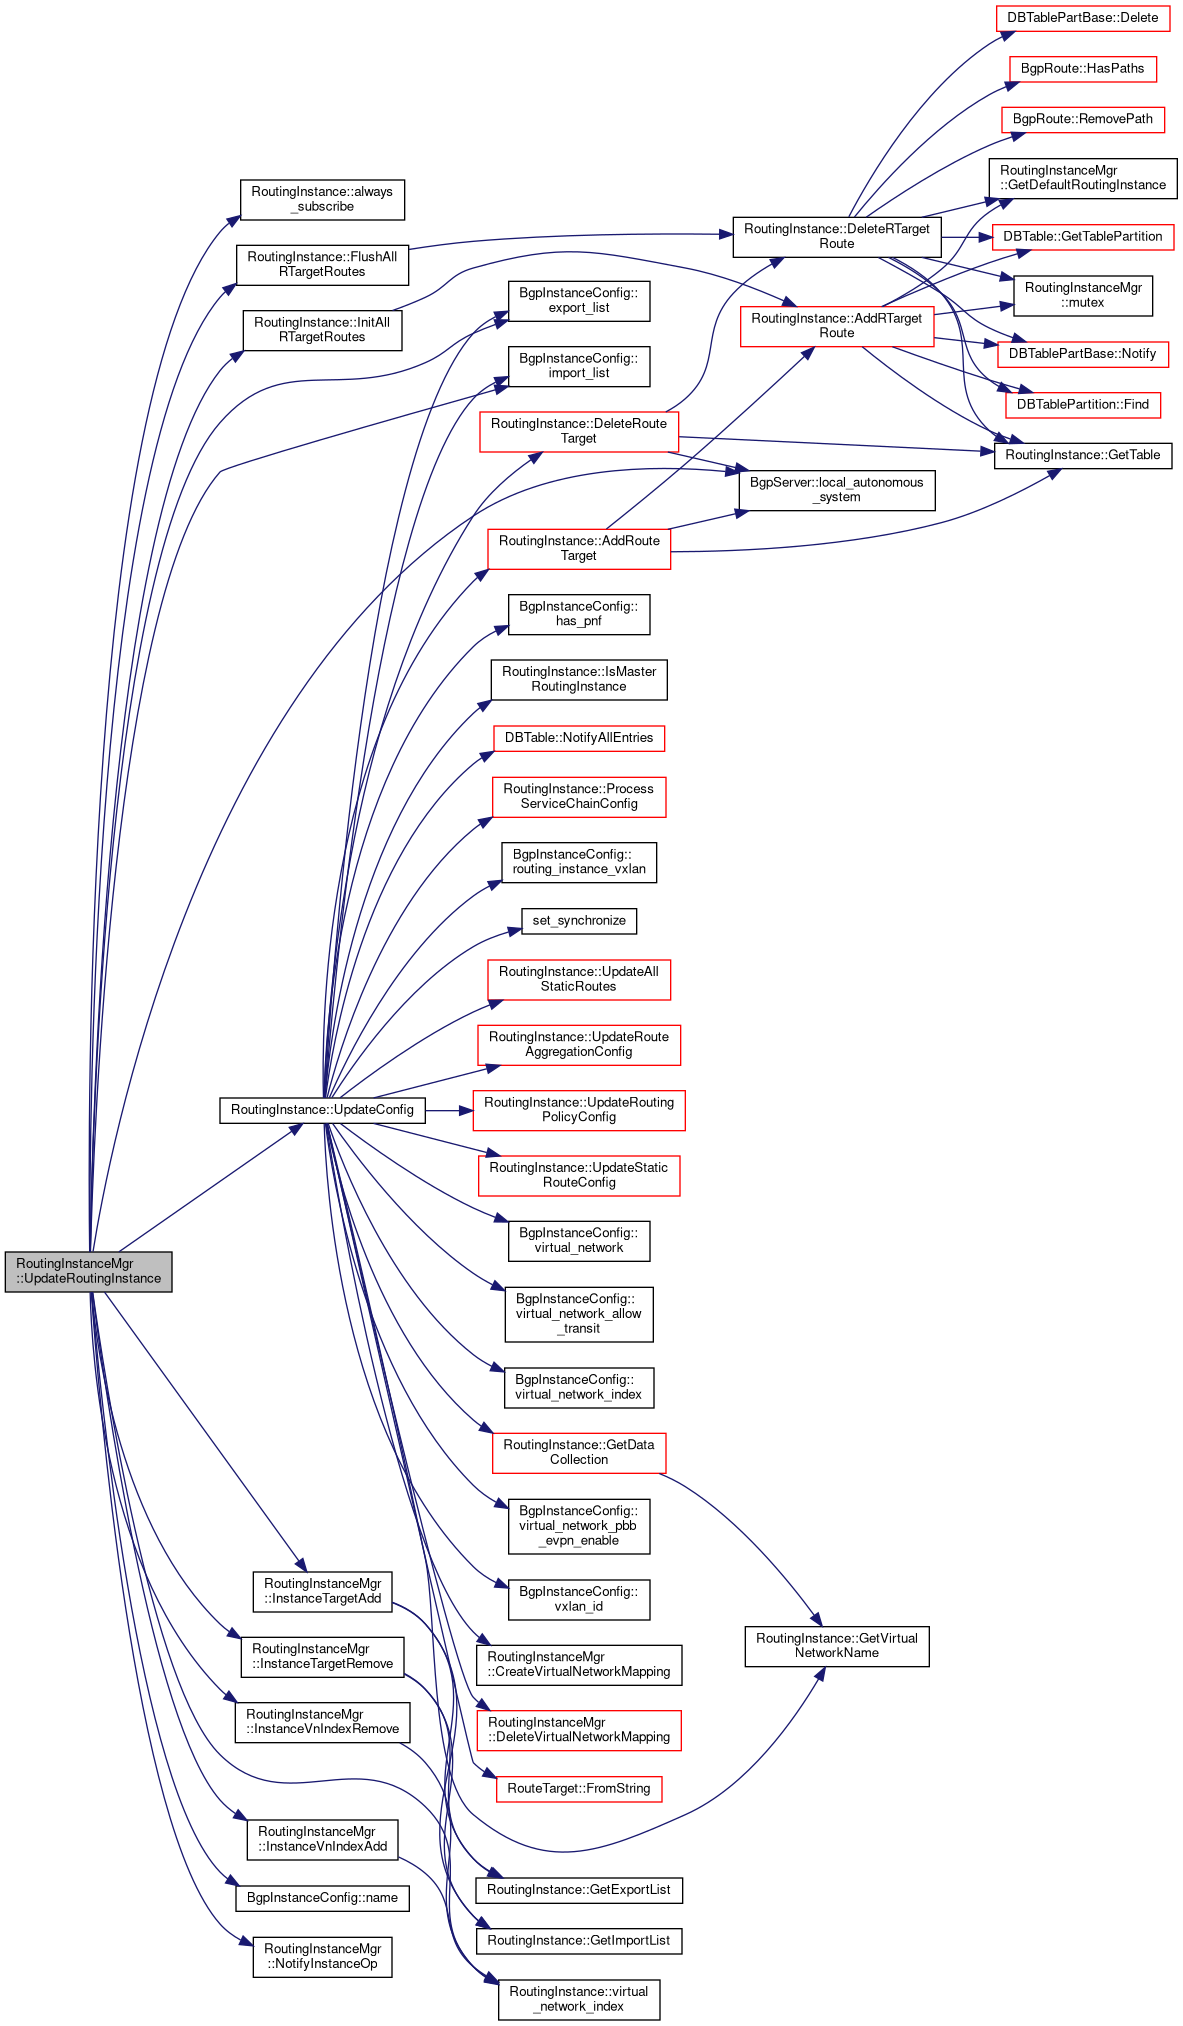 DBTablePartBase::Delete
BgpRoute::HasPaths
BgpRoute::RemovePath
RoutingInstanceMgr
::GetDefaultRoutingInstance
RoutingInstance::always
_subscribe
RoutingInstance::DeleteRTarget
Route
DBTable::GetTablePartition
RoutingInstance::FlushAll
RTargetRoutes
BgpInstanceConfig::
export_list
RoutingInstanceMgr
::mutex
RoutingInstance::InitAll
RTargetRoutes
RoutingInstance::AddRTarget
Route
DBTablePartBase::Notify
BgpInstanceConfig::
import_list
DBTablePartition::Find
RoutingInstance::DeleteRoute
Target
RoutingInstance::GetTable
BgpServer::local_autonomous
_system
RoutingInstance::AddRoute
Target
BgpInstanceConfig::
has_pnf
RoutingInstance::IsMaster
RoutingInstance
DBTable::NotifyAllEntries
RoutingInstance::Process
ServiceChainConfig
BgpInstanceConfig::
routing_instance_vxlan
set_synchronize
RoutingInstance::UpdateAll
StaticRoutes
RoutingInstance::UpdateRoute
AggregationConfig
RoutingInstance::UpdateConfig
RoutingInstance::UpdateRouting
PolicyConfig
RoutingInstance::UpdateStatic
RouteConfig
BgpInstanceConfig::
virtual_network
RoutingInstanceMgr
::UpdateRoutingInstance
BgpInstanceConfig::
virtual_network_allow
_transit
BgpInstanceConfig::
virtual_network_index
RoutingInstance::GetData
Collection
BgpInstanceConfig::
virtual_network_pbb
_evpn_enable
RoutingInstanceMgr
::InstanceTargetAdd
BgpInstanceConfig::
vxlan_id
RoutingInstance::GetVirtual
NetworkName
RoutingInstanceMgr
::InstanceTargetRemove
RoutingInstanceMgr
::CreateVirtualNetworkMapping
RoutingInstanceMgr
::InstanceVnIndexRemove
RoutingInstanceMgr
::DeleteVirtualNetworkMapping
RouteTarget::FromString
RoutingInstanceMgr
::InstanceVnIndexAdd
RoutingInstance::GetExportList
BgpInstanceConfig::name
RoutingInstance::GetImportList
RoutingInstanceMgr
::NotifyInstanceOp
RoutingInstance::virtual
_network_index